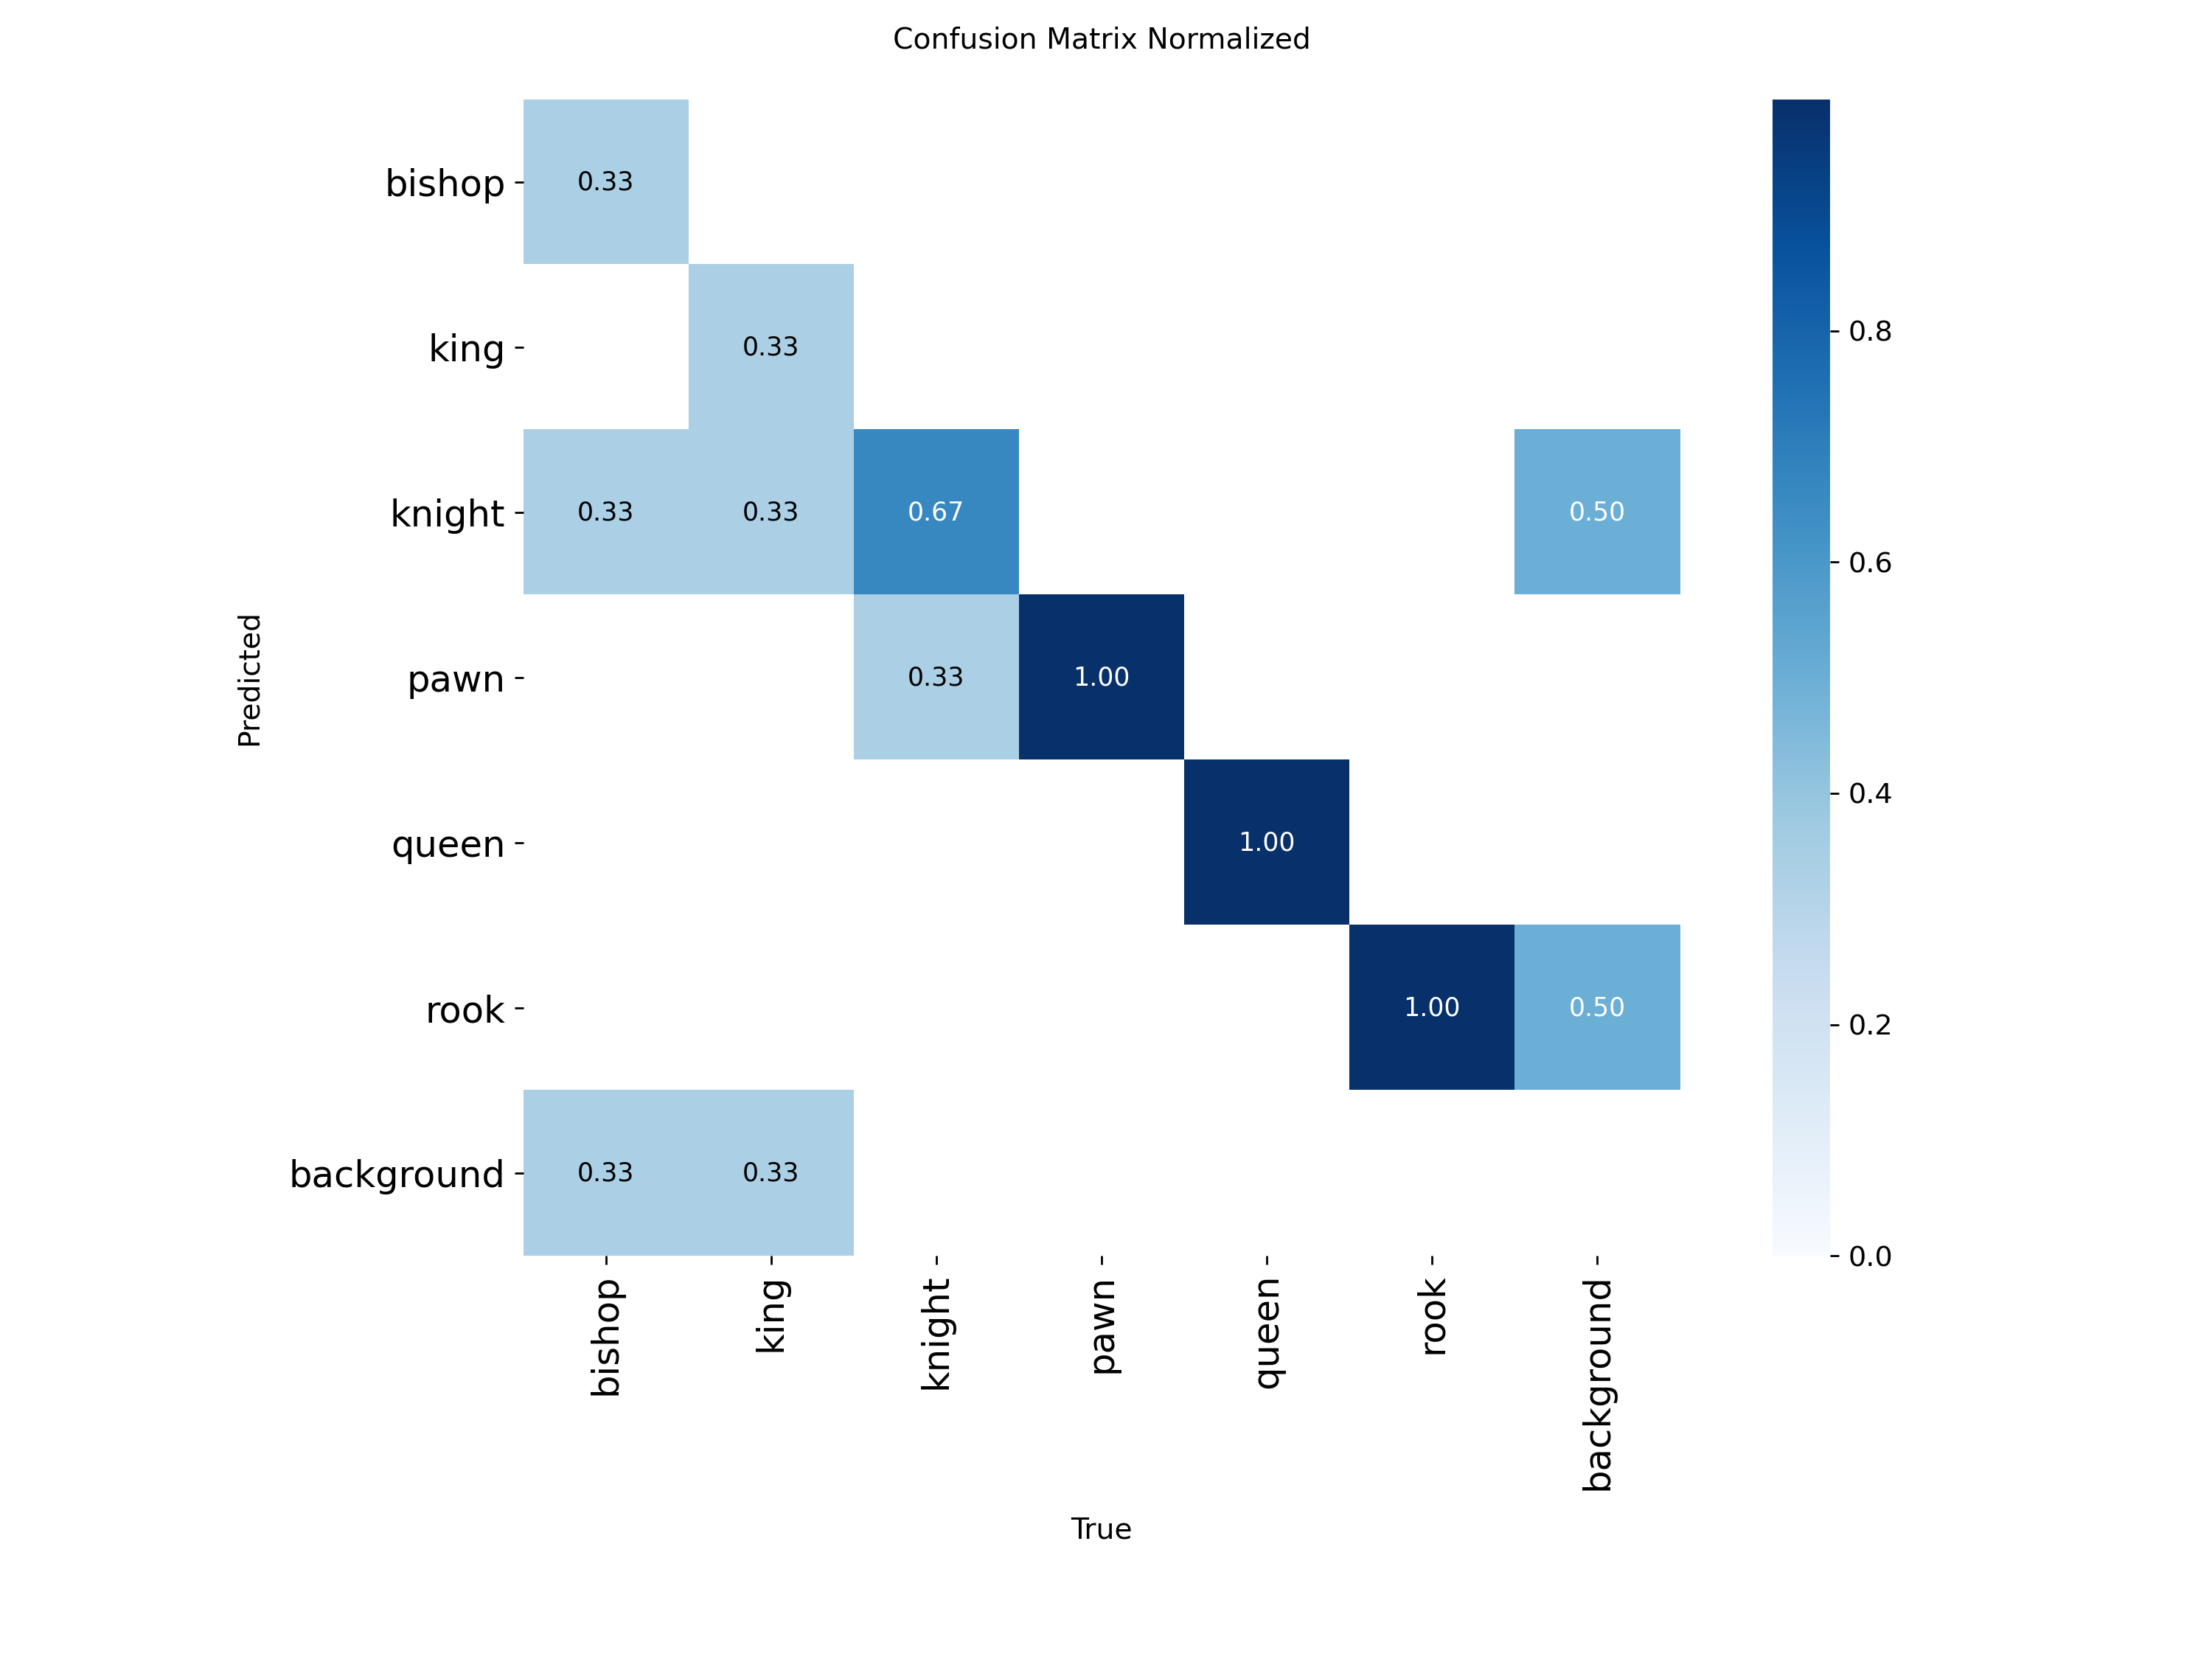 Confusion Matrix Normalized
bishop
0.33
king
0.33
knight
0.33 0.33 0.67 0.50
pawn
0.33 1.00
queen
1.00
rook
1.00 0.50
background
0.33 0.33
Predicted
bishop
king
knight
pawn
queen
rook
background
True
0.8
0.6
0.4
0.2
0.0